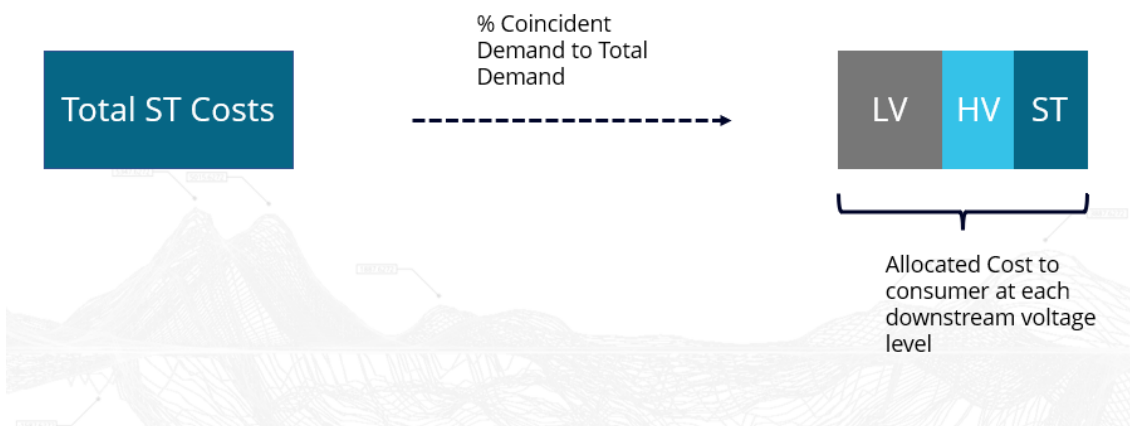 % Coincident
Demand to Total
Demand
Total ST Costs
LV
HV
ST
Allocated Cost to
consumer at each
downstream voltage
level